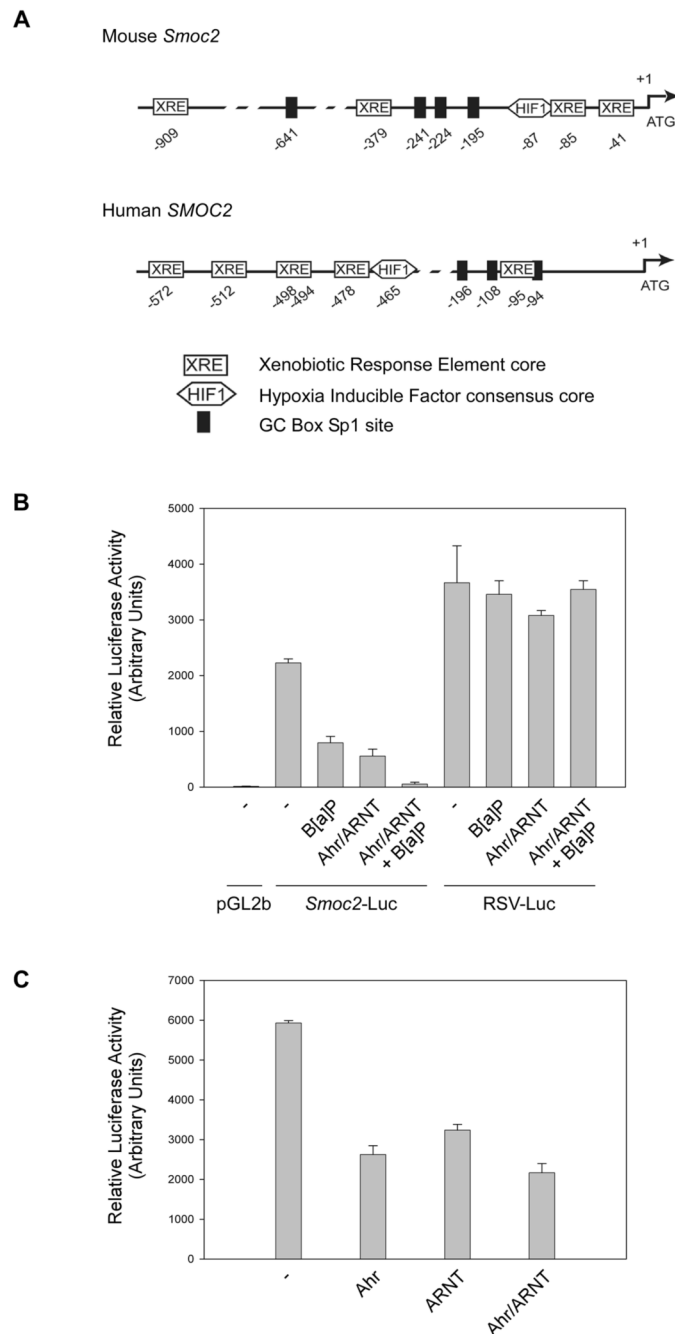 A
Mouse Smoc2
+1
XRE XRE HIF1 XRE XRE
ATG
-909 -641 -379 -241 -224 -195 -87 -85 -41
Human SMOC2
+1
XRE XRE XRE XRE HIF1 XRE
ATG
-572 -512 -498 -494 -478 -465 -196 -108 -95 -94
XRE Xenobiotic Response Element core
HIF1 Hypoxia Inducible Factor consensus core
GC Box Sp1 site
B
Relative Luciferase Activity
(Arbitrary Units)
5000
4000
3000
2000
1000
0
- - B[a]P Ahr/ARNT Ahr/ARNT + B[a]P - B[a]P Ahr/ARNT Ahr/ARNT + B[a]P
pGL2b Smoc2-Luc RSV-Luc
C
Relative Luciferase Activity
(Arbitrary Units)
7000
6000
5000
4000
3000
2000
1000
0
- Ahr ARNT Ahr/ARNT